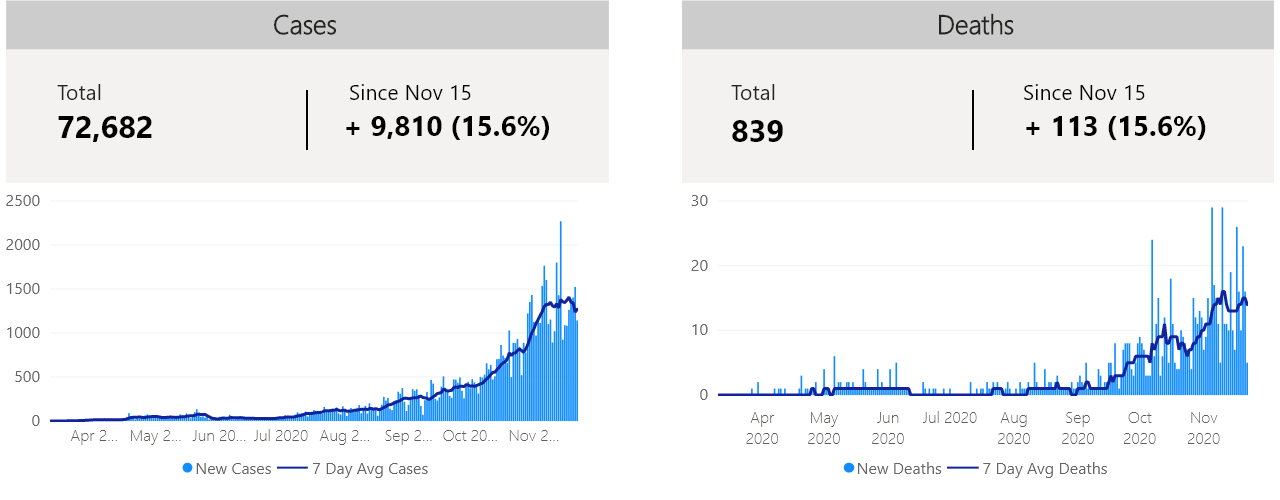 Cases
Total
72,682
Since Nov 15
+ 9,810 (15.6%)
2500
2000
1500
1000
500
0
Apr 2... May 2... Jun 20... Jul 2020 Aug 2... Sep 2... Oct 20... Nov 2...
New Cases 7 Day Avg Cases
Deaths
Total
839
Since Nov 15
+ 113 (15.6%)
30
20
10
0
Apr 2020 May 2020 Jun 2020 Jul 2020 Aug 2020 Sep 2020 Oct 2020 Nov 2020
New Deaths 7 Day Avg Deaths